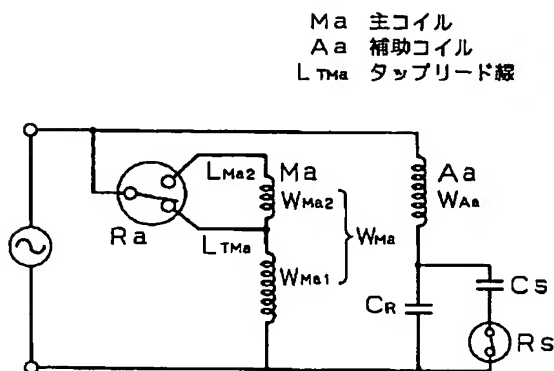 Ma 主コイル
Aa 補助コイル
LTMa タップリード線
LMa2
Ma
WMa2
Aa
WAa
Ra
LTMa
WMa
WMa1
CR
Cs
Rs